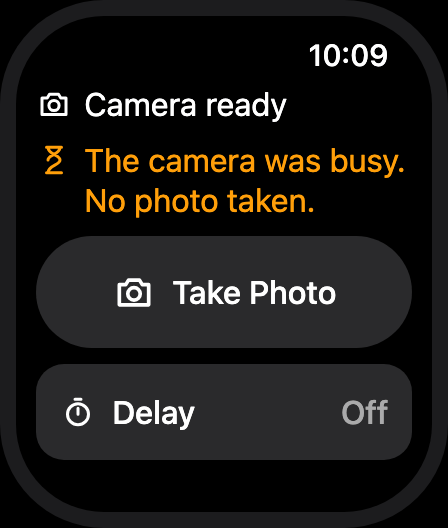 10:09
Camera ready
The camera was busy.
No photo taken.
Take Photo
Delay Off